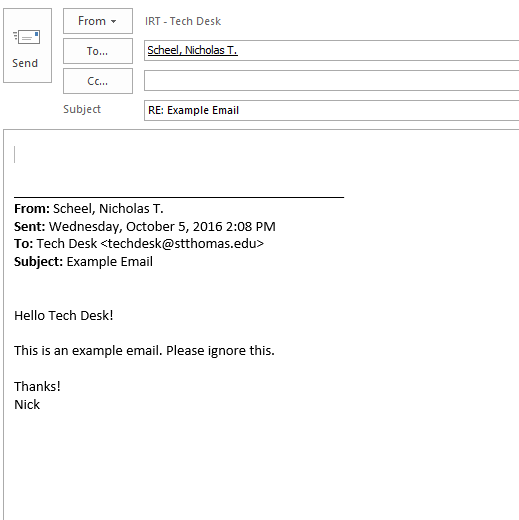 From ▾ IRT - Tech Desk
Send
To... Scheel, Nicholas T.
Cc...
Subject RE: Example Email
From: Scheel, Nicholas T.
Sent: Wednesday, October 5, 2016 2:08 PM
To: Tech Desk <techdesk@stthomas.edu>
Subject: Example Email
Hello Tech Desk!
This is an example email. Please ignore this.
Thanks!
Nick